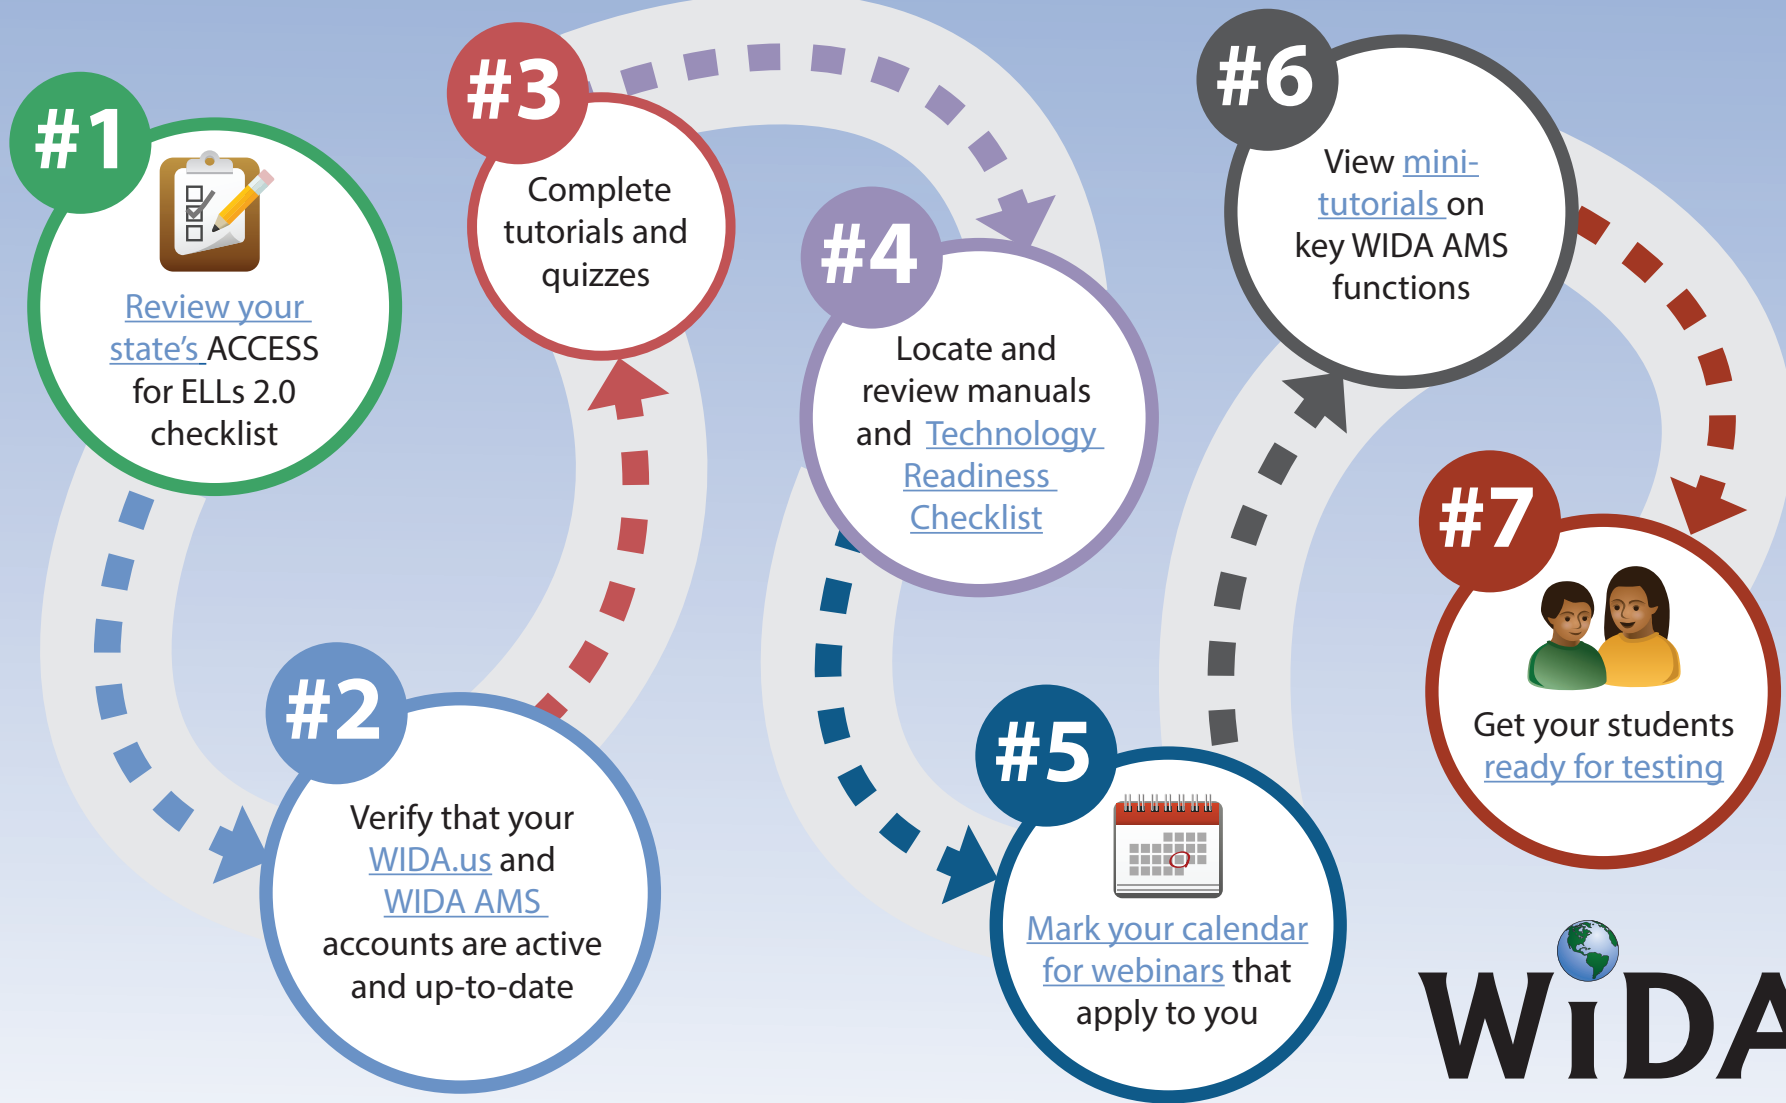 #1
Review your
state's ACCESS
for ELLs 2.0
checklist
#2
Verify that your
WIDA.us and
WIDA AMS
accounts are active
and up-to-date
#3
Complete
tutorials and
quizzes
#4
Locate and
review manuals
and Technology
Readiness
Checklist
#5
Mark your calendar
for webinars that
apply to you
#6
View mini-
tutorials on
key WIDA AMS
functions
#7
Get your students
ready for testing
WiDA